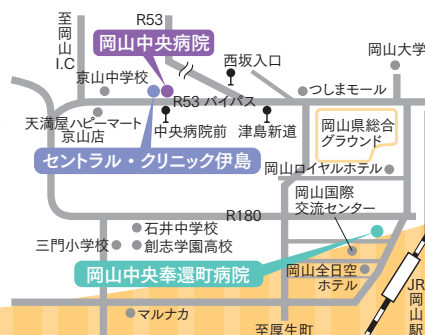 至岡山I.C
R53
岡山中央病院
西坂入口
岡山大学
京山中学校
つしまモール
R53 バイパス
天満屋ハピーマート
京山店
中央病院前
津島新道
岡山県総合
グラウンド
セントラル・クリニック伊島
岡山ロイヤルホテル
岡山国際
交流センター
R180
石井中学校
三門小学校
創志学園高校
岡山中央奉還町病院
岡山全日空
ホテル
JR岡山駅
マルナカ
至厚生町